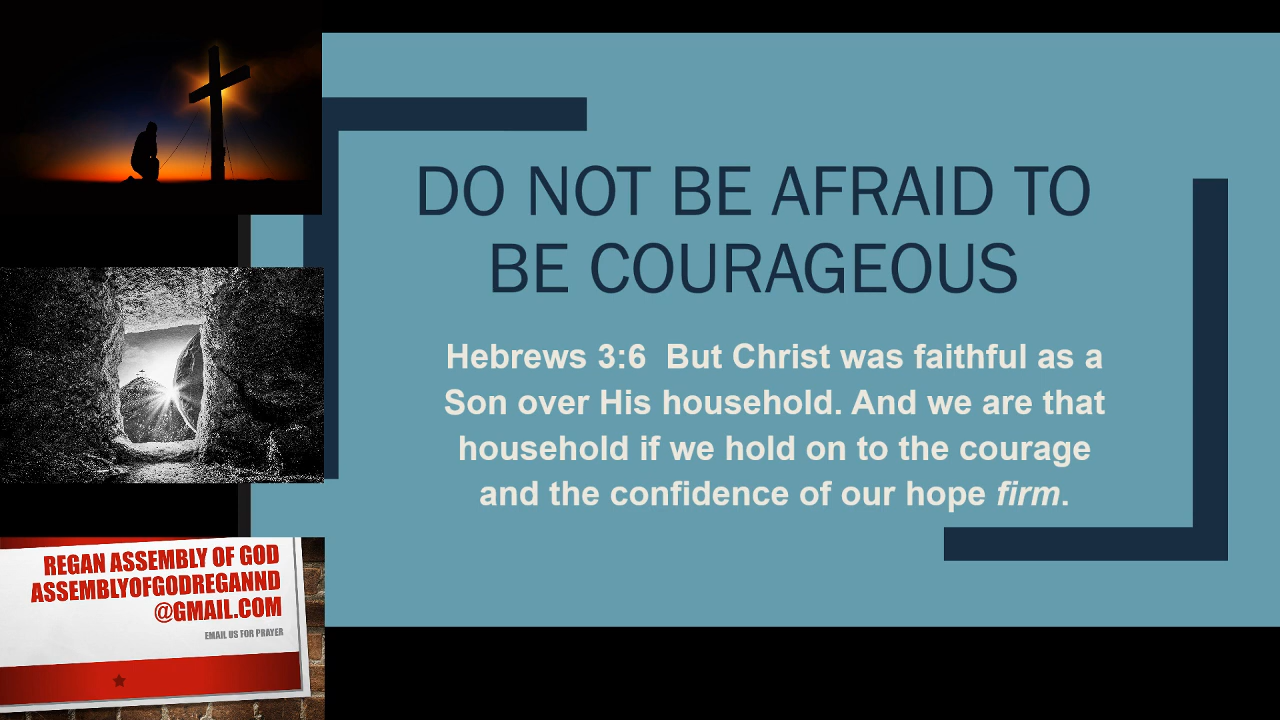 DO NOT BE AFRAID TO
BE COURAGEOUS
Hebrews 3:6  But Christ was faithful as a
Son over His household. And we are that
household if we hold on to the courage
and the confidence of our hope firm.
REGAN ASSEMBLY OF GOD
ASSEMBLYOFGODREGANND
@GMAIL.COM
EMAIL US FOR PRAYER